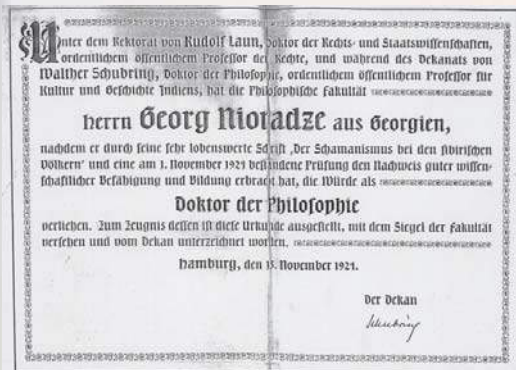 Unter dem Rektorat von Rudolf Laun, Doktor der Rechts- und Staatswissenschaften,
ordentlichem öffentlichem Professor der Rechte, und während des Dekanats von
Walther Schubring, Doktor der Philosophie, ordentlichem öffentlichem Professor für
Kultur und Geschichte Indiens, hat die Philosophische Fakultät
Herrn Georg Nioradze aus Georgien,
nachdem er durch seine sehr lobenswerte Schrift „Der Schamanismus bei den sibirischen
Völkern“ und eine am 1. November 1921 bestandene Prüfung den Nachweis guter wissen-
schaftlicher Befähigung und Bildung erbracht hat, die Würde als
Doktor der Philosophie
verliehen. Zum Zeugnis dessen ist diese Urkunde ausgestellt, mit dem Siegel der Fakultät
versehen und vom Dekan unterzeichnet worden.
Hamburg, den 15. November 1921.
Der Dekan
Schubring